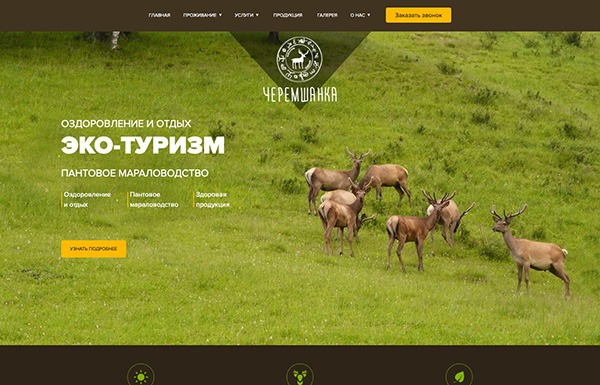 ГЛАВНАЯ ПРОЖИВАНИЕ УСЛУГИ ПРОДУКЦИЯ ГАЛЕРЕЯ О НАС Заказать звонок
ЧЕРЕМШАНКА
ОЗДОРОВЛЕНИЕ И ОТДЫХ
ЭКО-ТУРИЗМ
ПАНТОВОЕ МАРАЛОВОДСТВО
Оздоровление Пантовое Здоровая
и отдых мараловодство продукция
УЗНАТЬ ПОДРОБНЕЕ